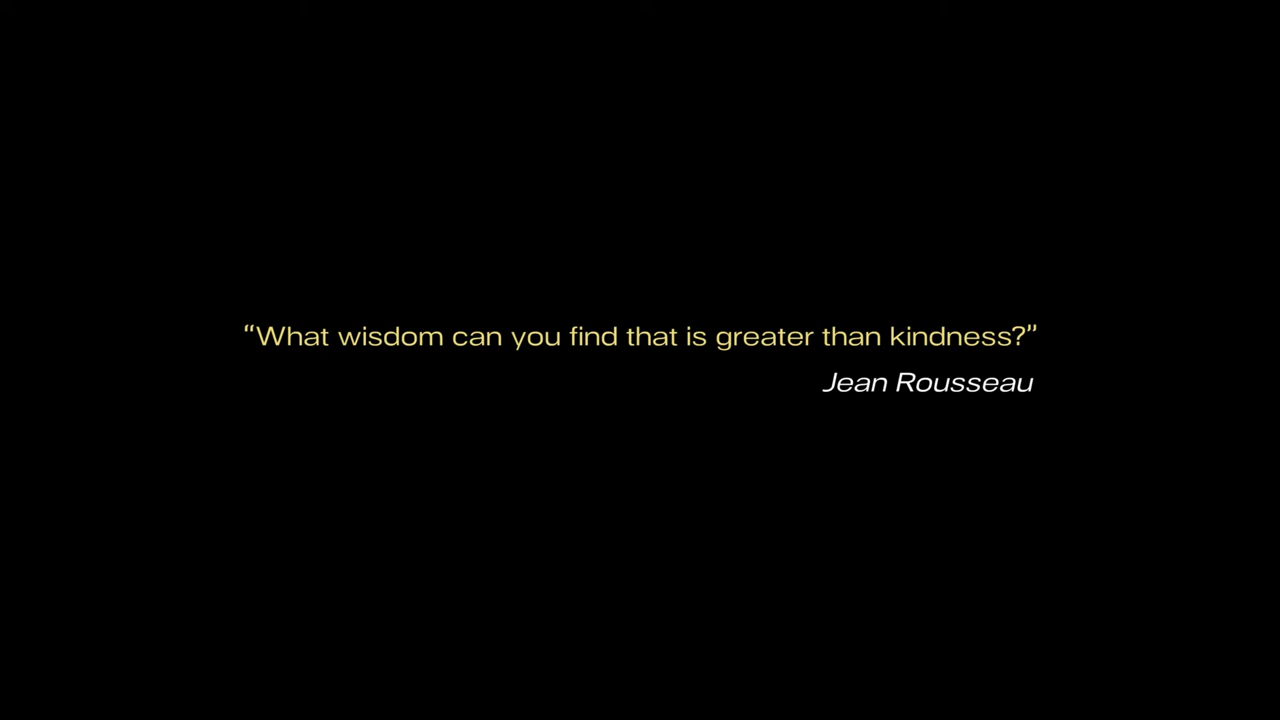 “What wisdom can you find that is greater than kindness?”
Jean Rousseau